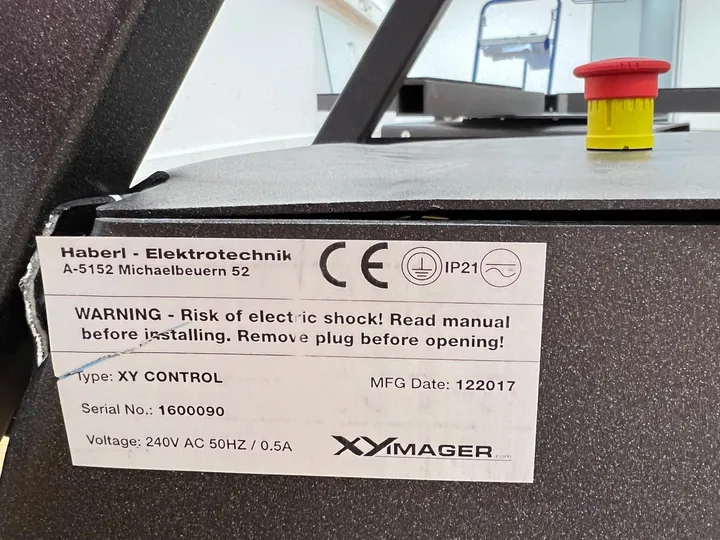 Haberl - Elektrotechnik
A-5152 Michaelbeuern 52
CE IP21
WARNING - Risk of electric shock! Read manual
before installing. Remove plug before opening!
Type: XY CONTROL
MFG Date: 122017
Serial No.: 1600090
Voltage: 240V AC 50HZ / 0.5A
XYIMAGER.com